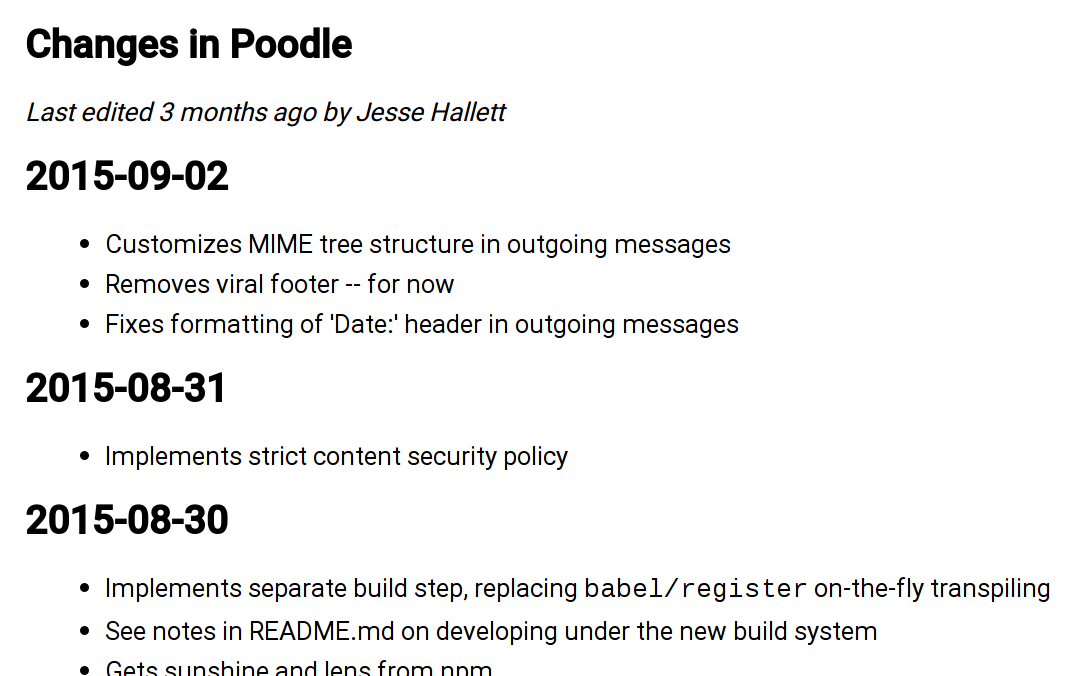 Changes in Poodle
Last edited 3 months ago by Jesse Hallett
2015-09-02
Customizes MIME tree structure in outgoing messages
Removes viral footer -- for now
Fixes formatting of 'Date:' header in outgoing messages
2015-08-31
Implements strict content security policy
2015-08-30
Implements separate build step, replacing babel/register on-the-fly transpiling
See notes in README.md on developing under the new build system
Gets sunshine and lens from npm